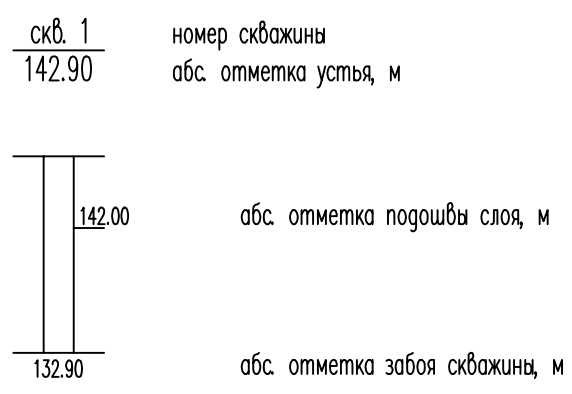 скв. 1 номер скважины
142.90 абс. отметка устья, м
142.00 абс. отметка подошвы слоя, м
132.90 абс. отметка забоя скважины, м